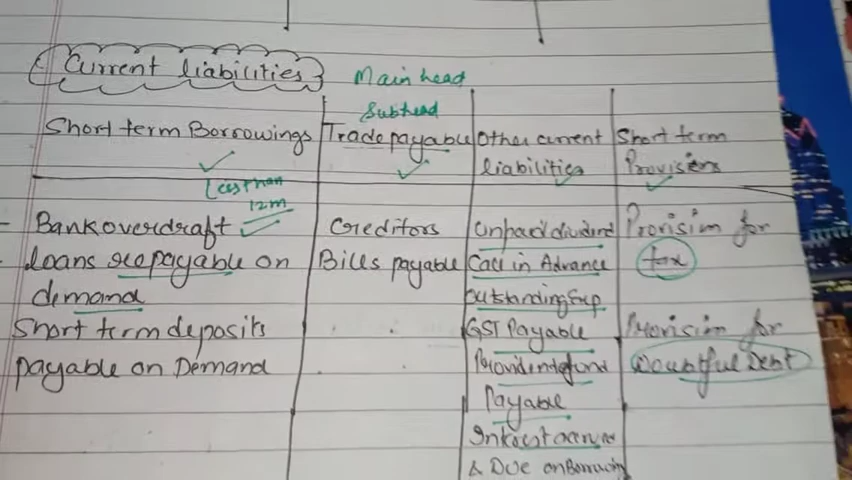 Current liabilities
Main head
Subhead
Short term Borrowings
Trade payable
Other current
liabilities
Short term
Provisions
Less than
12m
Bank overdraft
Loans repayable on
demand
Short term deposits
payable on Demand
Creditors
Bills payable
Unpaid dividend
Call in Advance
Outstanding Exp
GST Payable
Provident fund
Payable
Interest accrued
& Due on Borrowing
Provision for
tax
Provision for
Doubtful Debt